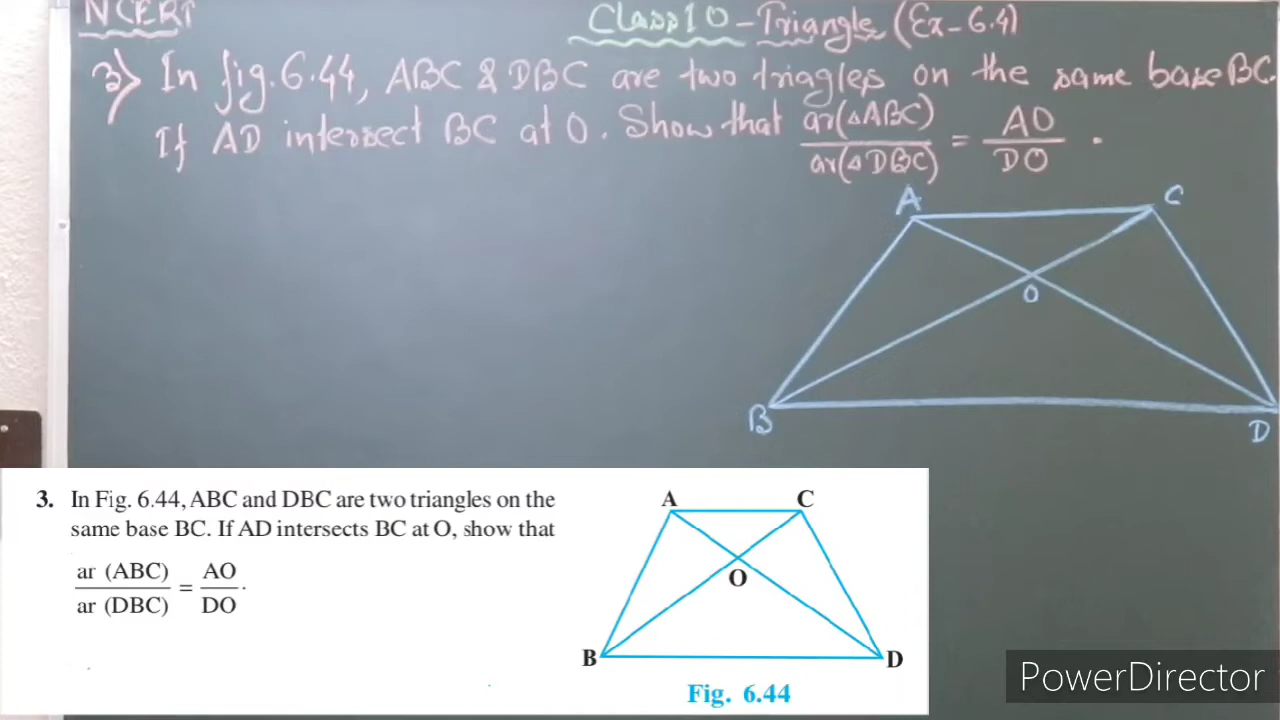 NCERT
Class10-Triangle (Ex-6.4)
3) In fig.6.44, ABC & DBC are two triagles on the same base BC.
If AD intersect BC at O. Show that ar(△ABC)/ar(△DBC) = AO/DO .
A
C
O
B
D
3. In Fig. 6.44, ABC and DBC are two triangles on the
same base BC. If AD intersects BC at O, show that
ar (ABC)/ar (DBC) = AO/DO.
A
C
O
B
D
Fig. 6.44
PowerDirector